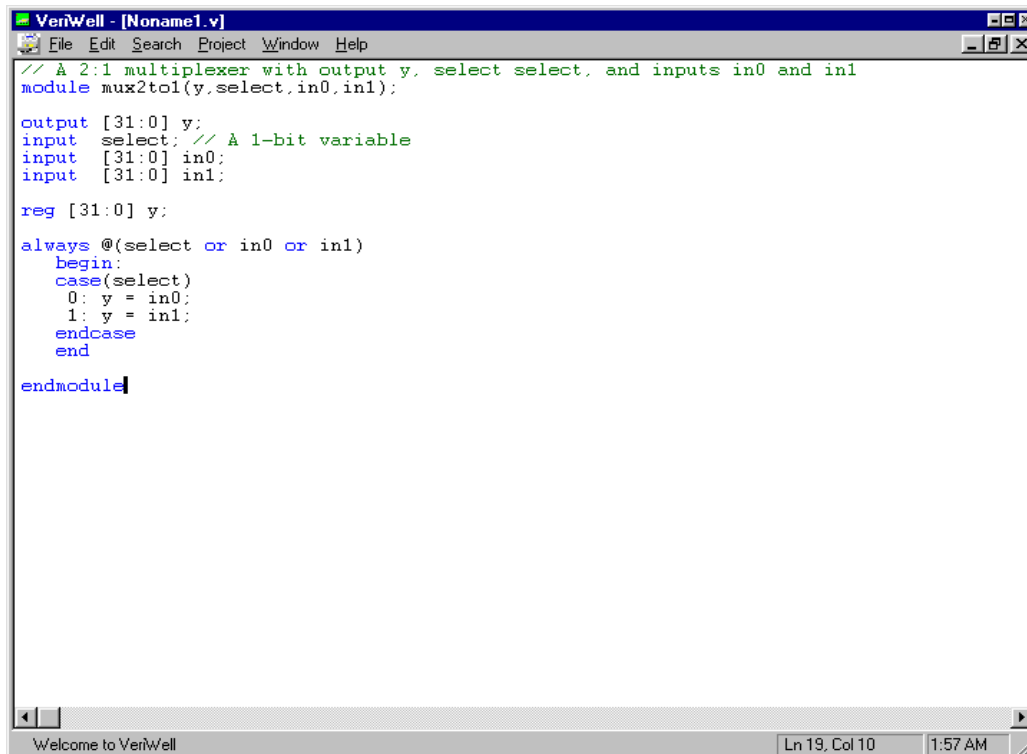 VeriWell - [Noname1.v]
File Edit Search Project Window Help
// A 2:1 multiplexer with output y, select select, and inputs in0 and in1
module mux2to1(y,select,in0,in1);
output [31:0] y;
input select; // A 1-bit variable
input [31:0] in0;
input [31:0] in1;
reg [31:0] y;
always @(select or in0 or in1)
begin:
case(select)
0: y = in0;
1: y = in1;
endcase
end
endmodule
Welcome to VeriWell Ln 19, Col 10 1:57 AM